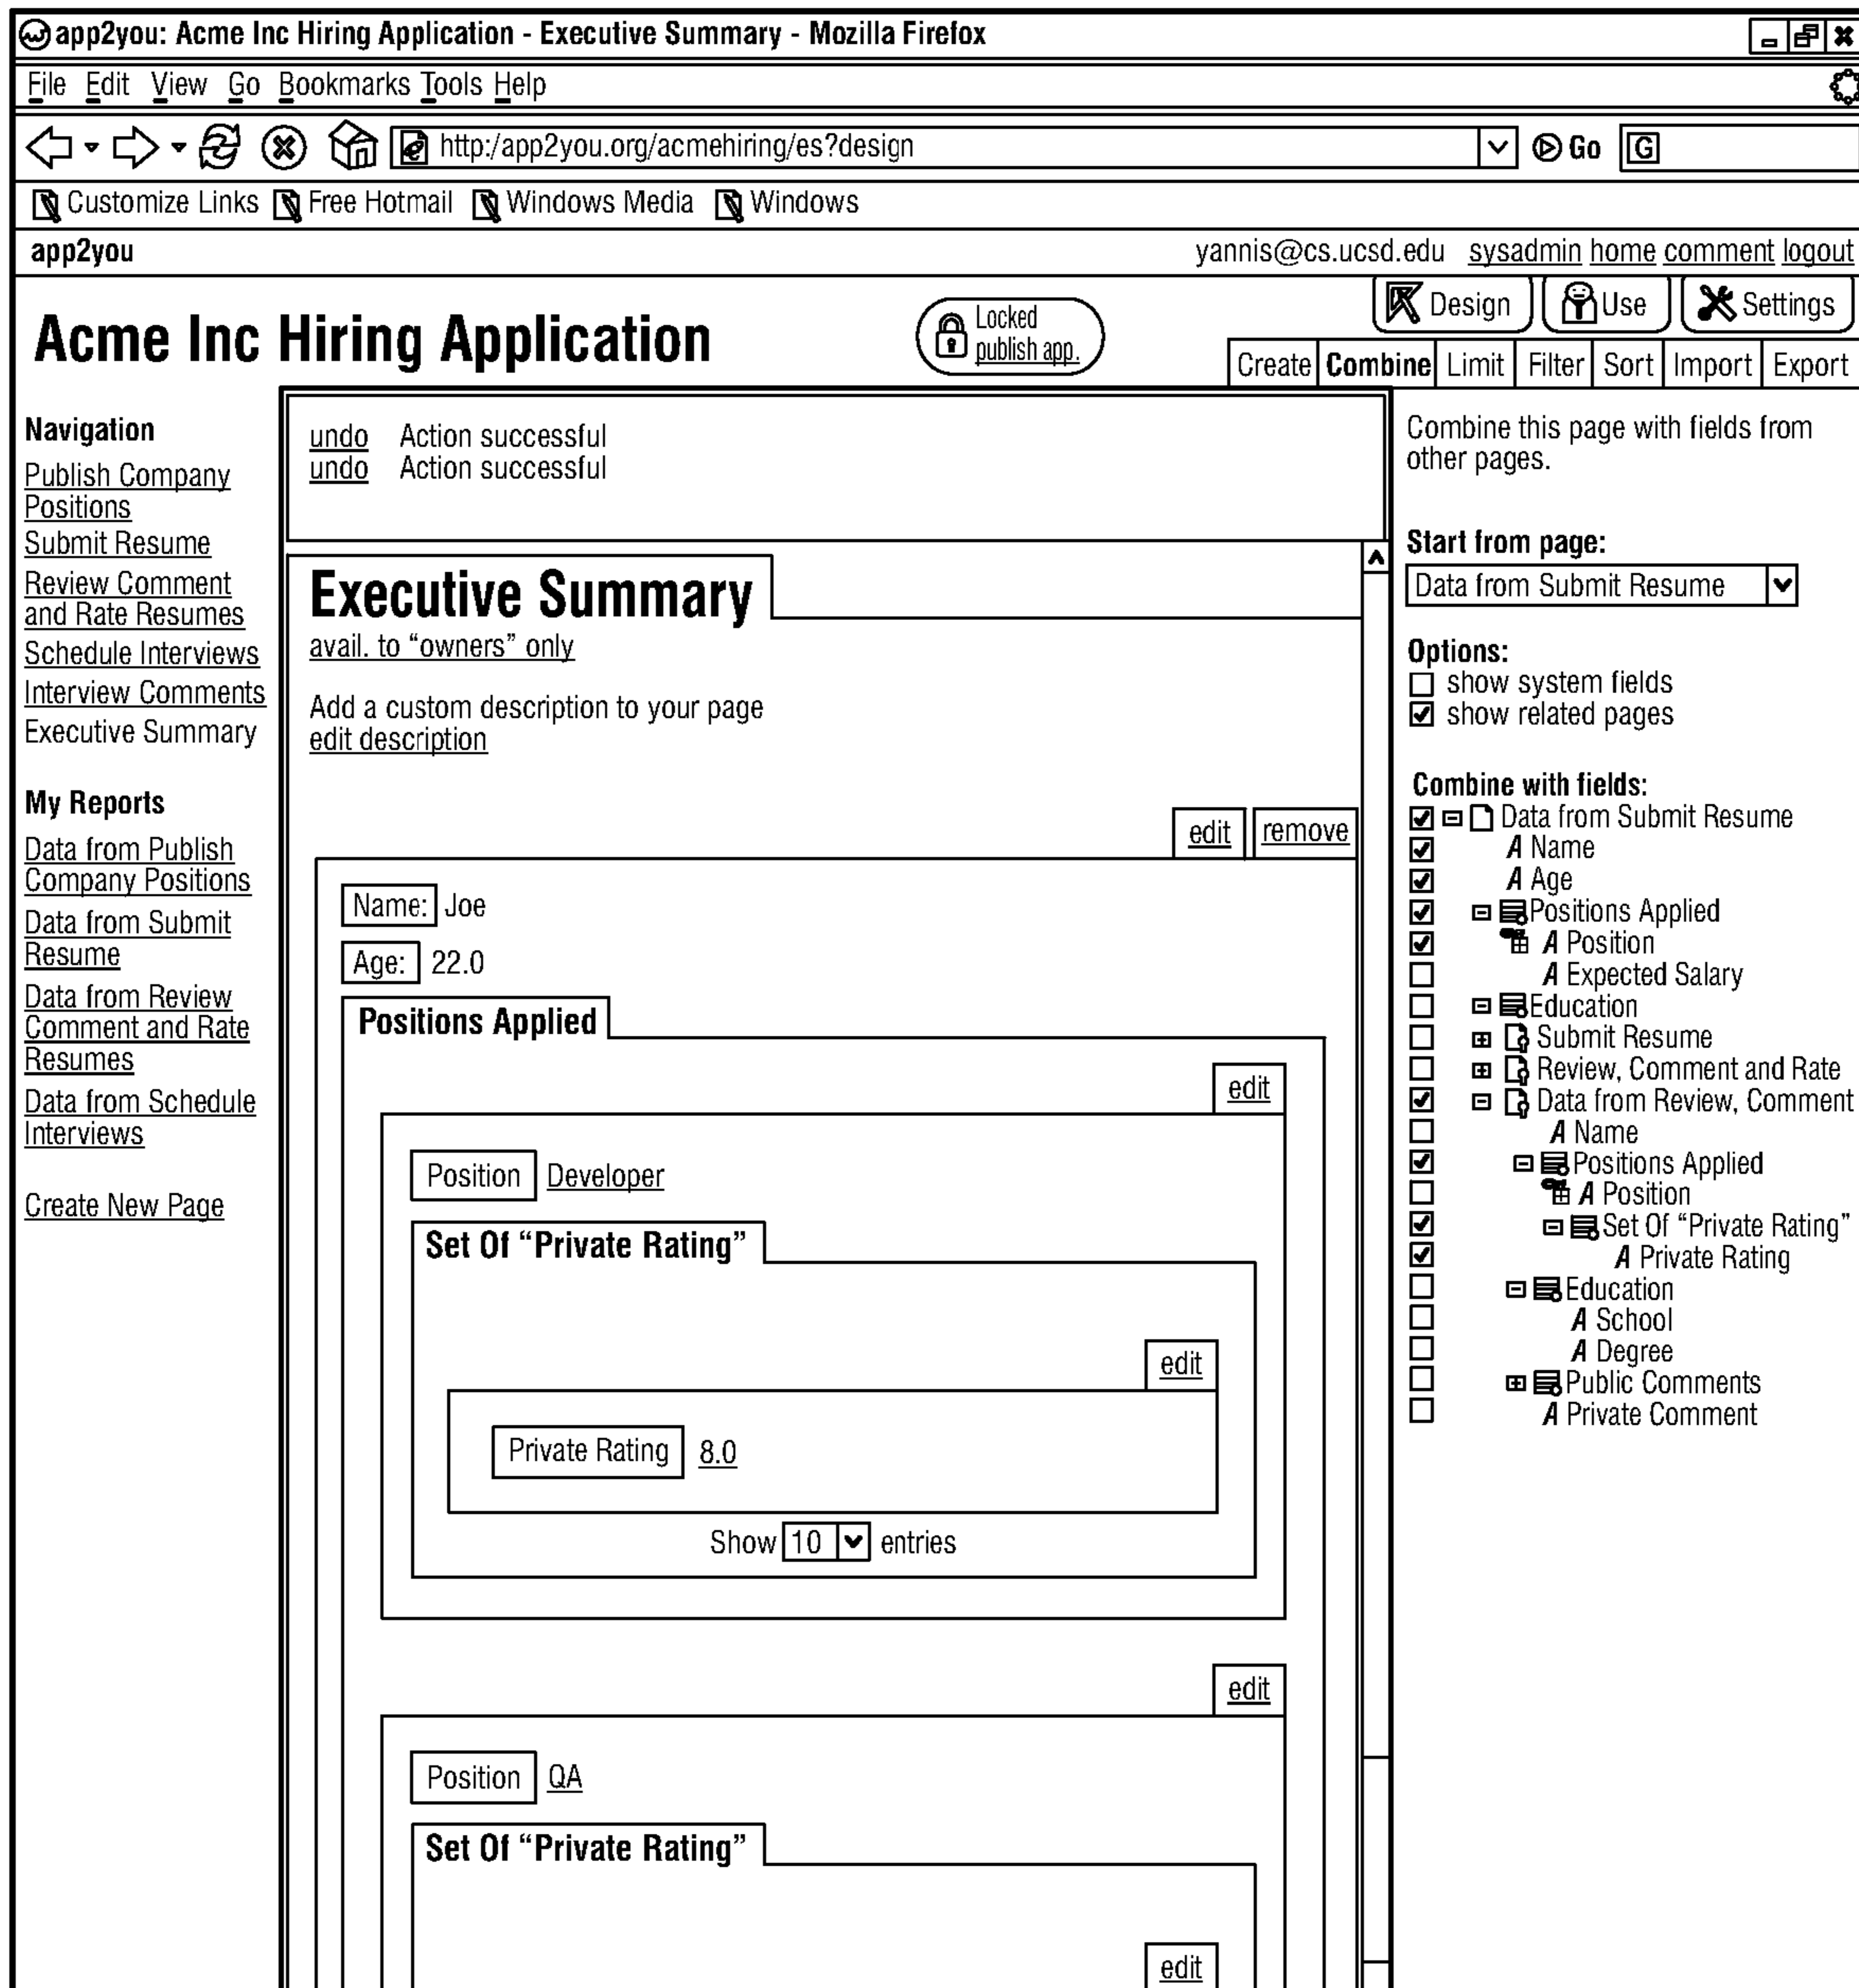 app2you: Acme Inc Hiring Application - Executive Summary - Mozilla Firefox
File Edit View Go Bookmarks Tools Help
http:/app2you.org/acmehiring/es?design
Go
G
Customize Links Free Hotmail Windows Media Windows
app2you
yannis@cs.ucsd.edu sysadmin home comment logout
Acme Inc Hiring Application
Locked
publish app.
Design Use Settings
Create Combine Limit Filter Sort Import Export
Navigation
Publish Company
Positions
Submit Resume
Review Comment
and Rate Resumes
Schedule Interviews
Interview Comments
Executive Summary
My Reports
Data from Publish
Company Positions
Data from Submit
Resume
Data from Review
Comment and Rate
Resumes
Data from Schedule
Interviews
Create New Page
undo Action successful
undo Action successful
Executive Summary
avail. to “owners” only
Add a custom description to your page
edit description
edit remove
Name: Joe
Age: 22.0
Positions Applied
edit
Position Developer
Set Of “Private Rating”
edit
Private Rating 8.0
Show 10 entries
edit
Position QA
Set Of “Private Rating”
edit
Combine this page with fields from
other pages.
Start from page:
Data from Submit Resume
Options:
show system fields
show related pages
Combine with fields:
Data from Submit Resume
A Name
A Age
Positions Applied
A Position
A Expected Salary
Education
Submit Resume
Review, Comment and Rate
Data from Review, Comment
A Name
Positions Applied
A Position
Set Of “Private Rating”
A Private Rating
Education
A School
A Degree
Public Comments
A Private Comment